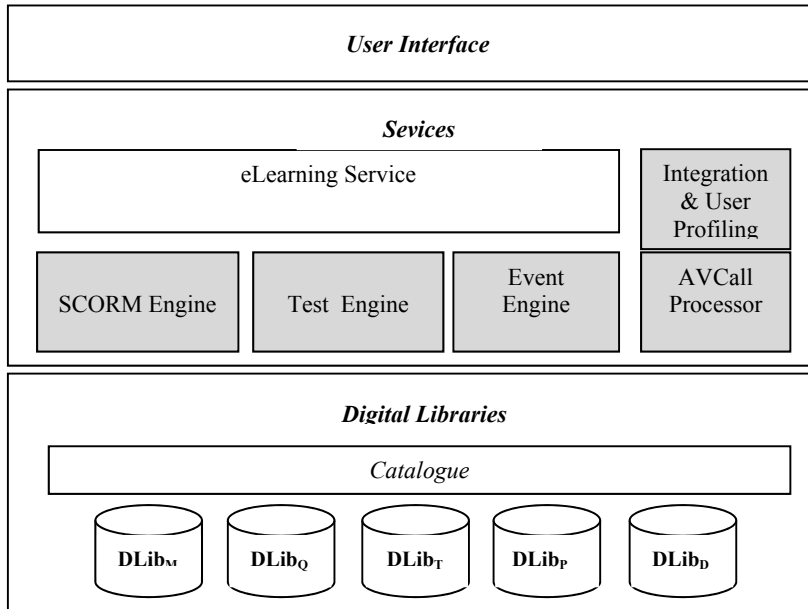 User Interface
Sevices
eLearning Service
Integration
& User
Profiling
SCORM Engine
Test Engine
Event
Engine
AVCall
Processor
Digital Libraries
Catalogue
DLibM
DLibQ
DLibT
DLibP
DLibD